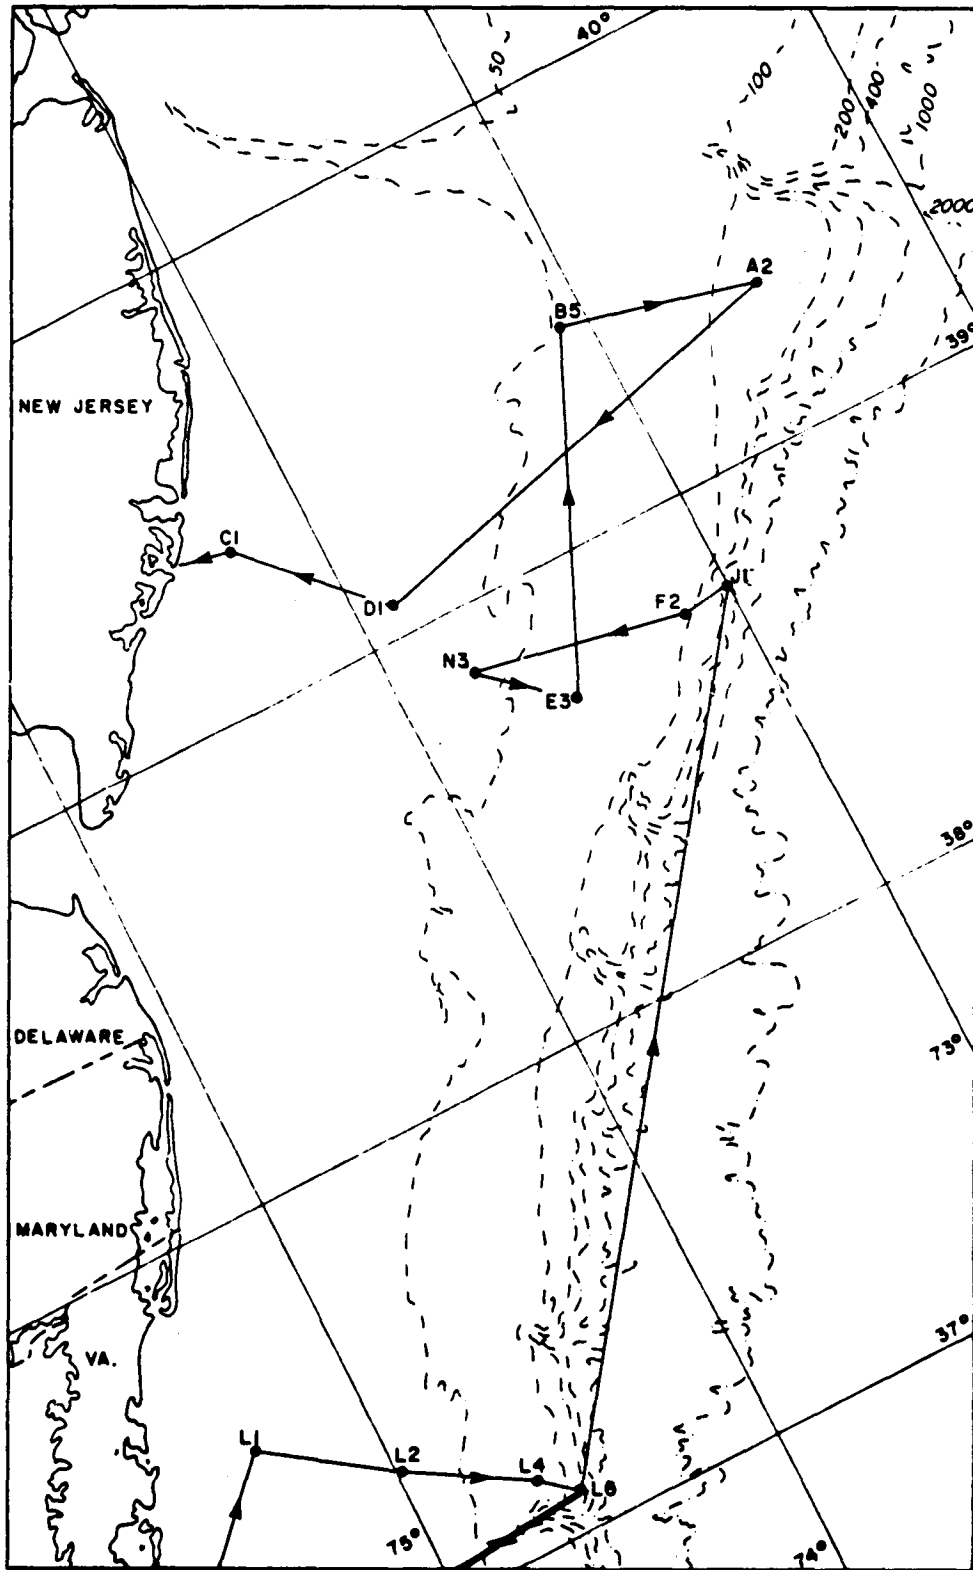 40°
50
100
200
400
1000
2000
A2
B5
39°
NEW JERSEY
C1
D1
F2
J1
N3
E3
38°
DELAWARE
73°
MARYLAND
37°
VA.
L1
L2
L4
L6
75°
74°